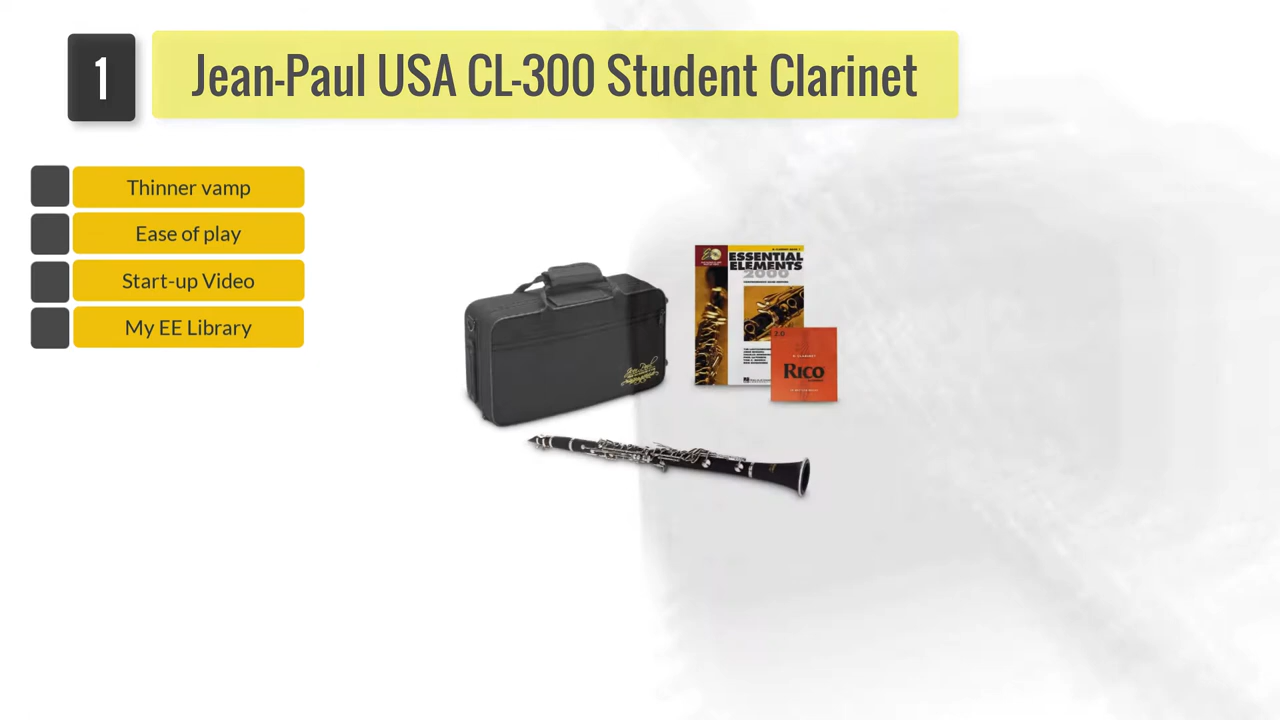 1
Jean-Paul USA CL-300 Student Clarinet
Thinner vamp
Ease of play
Start-up Video
My EE Library
ESSENTIAL
ELEMENTS
2000
RICO